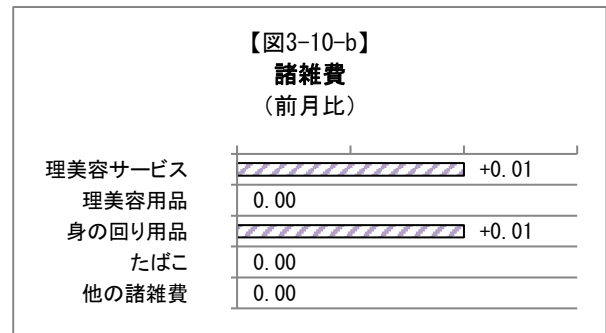 【図3-10-b】
諸雑費
（前月比）
理美容サービス +0.01
理美容用品 0.00
身の回り用品 +0.01
たばこ 0.00
他の諸雑費 0.00